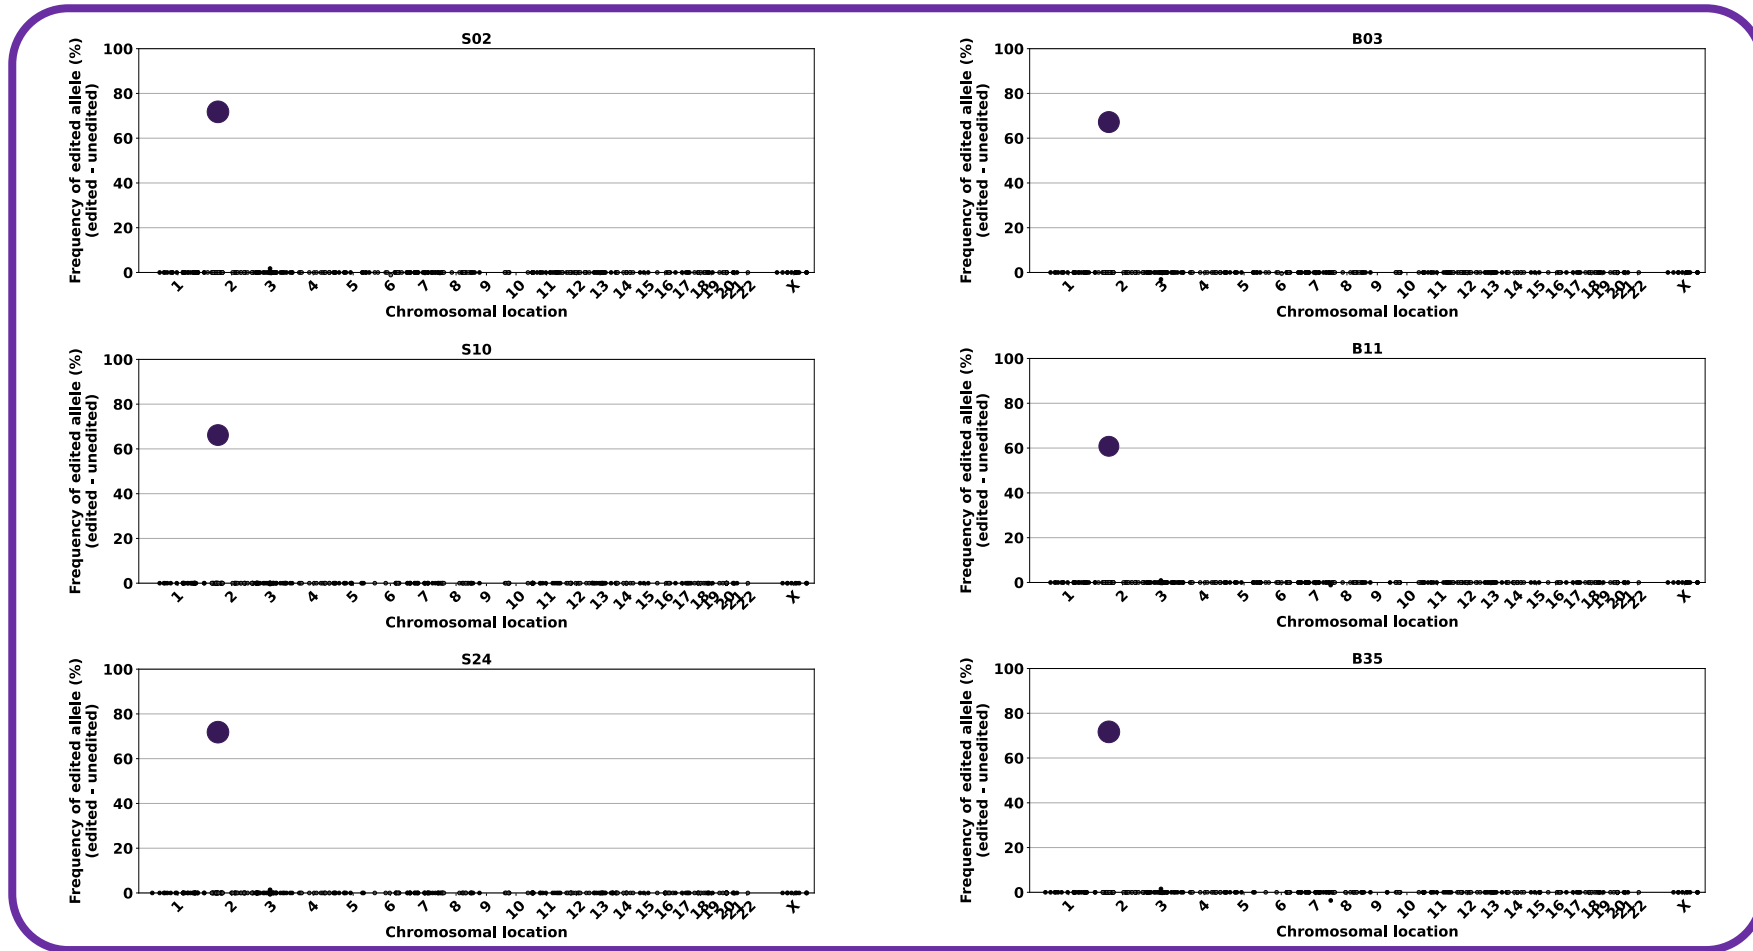 S02
Frequency of edited allele (%)
(edited - unedited)
100
80
60
40
20
0
1 2 3 4 5 6 7 8 9 10 11 12 13 14 15 16 17 18 19 20 21 22 X
Chromosomal location
B03
Frequency of edited allele (%)
(edited - unedited)
100
80
60
40
20
0
1 2 3 4 5 6 7 8 9 10 11 12 13 14 15 16 17 18 19 20 21 22 X
Chromosomal location
S10
Frequency of edited allele (%)
(edited - unedited)
100
80
60
40
20
0
1 2 3 4 5 6 7 8 9 10 11 12 13 14 15 16 17 18 19 20 21 22 X
Chromosomal location
B11
Frequency of edited allele (%)
(edited - unedited)
100
80
60
40
20
0
1 2 3 4 5 6 7 8 9 10 11 12 13 14 15 16 17 18 19 20 21 22 X
Chromosomal location
S24
Frequency of edited allele (%)
(edited - unedited)
100
80
60
40
20
0
1 2 3 4 5 6 7 8 9 10 11 12 13 14 15 16 17 18 19 20 21 22 X
Chromosomal location
B35
Frequency of edited allele (%)
(edited - unedited)
100
80
60
40
20
0
1 2 3 4 5 6 7 8 9 10 11 12 13 14 15 16 17 18 19 20 21 22 X
Chromosomal location